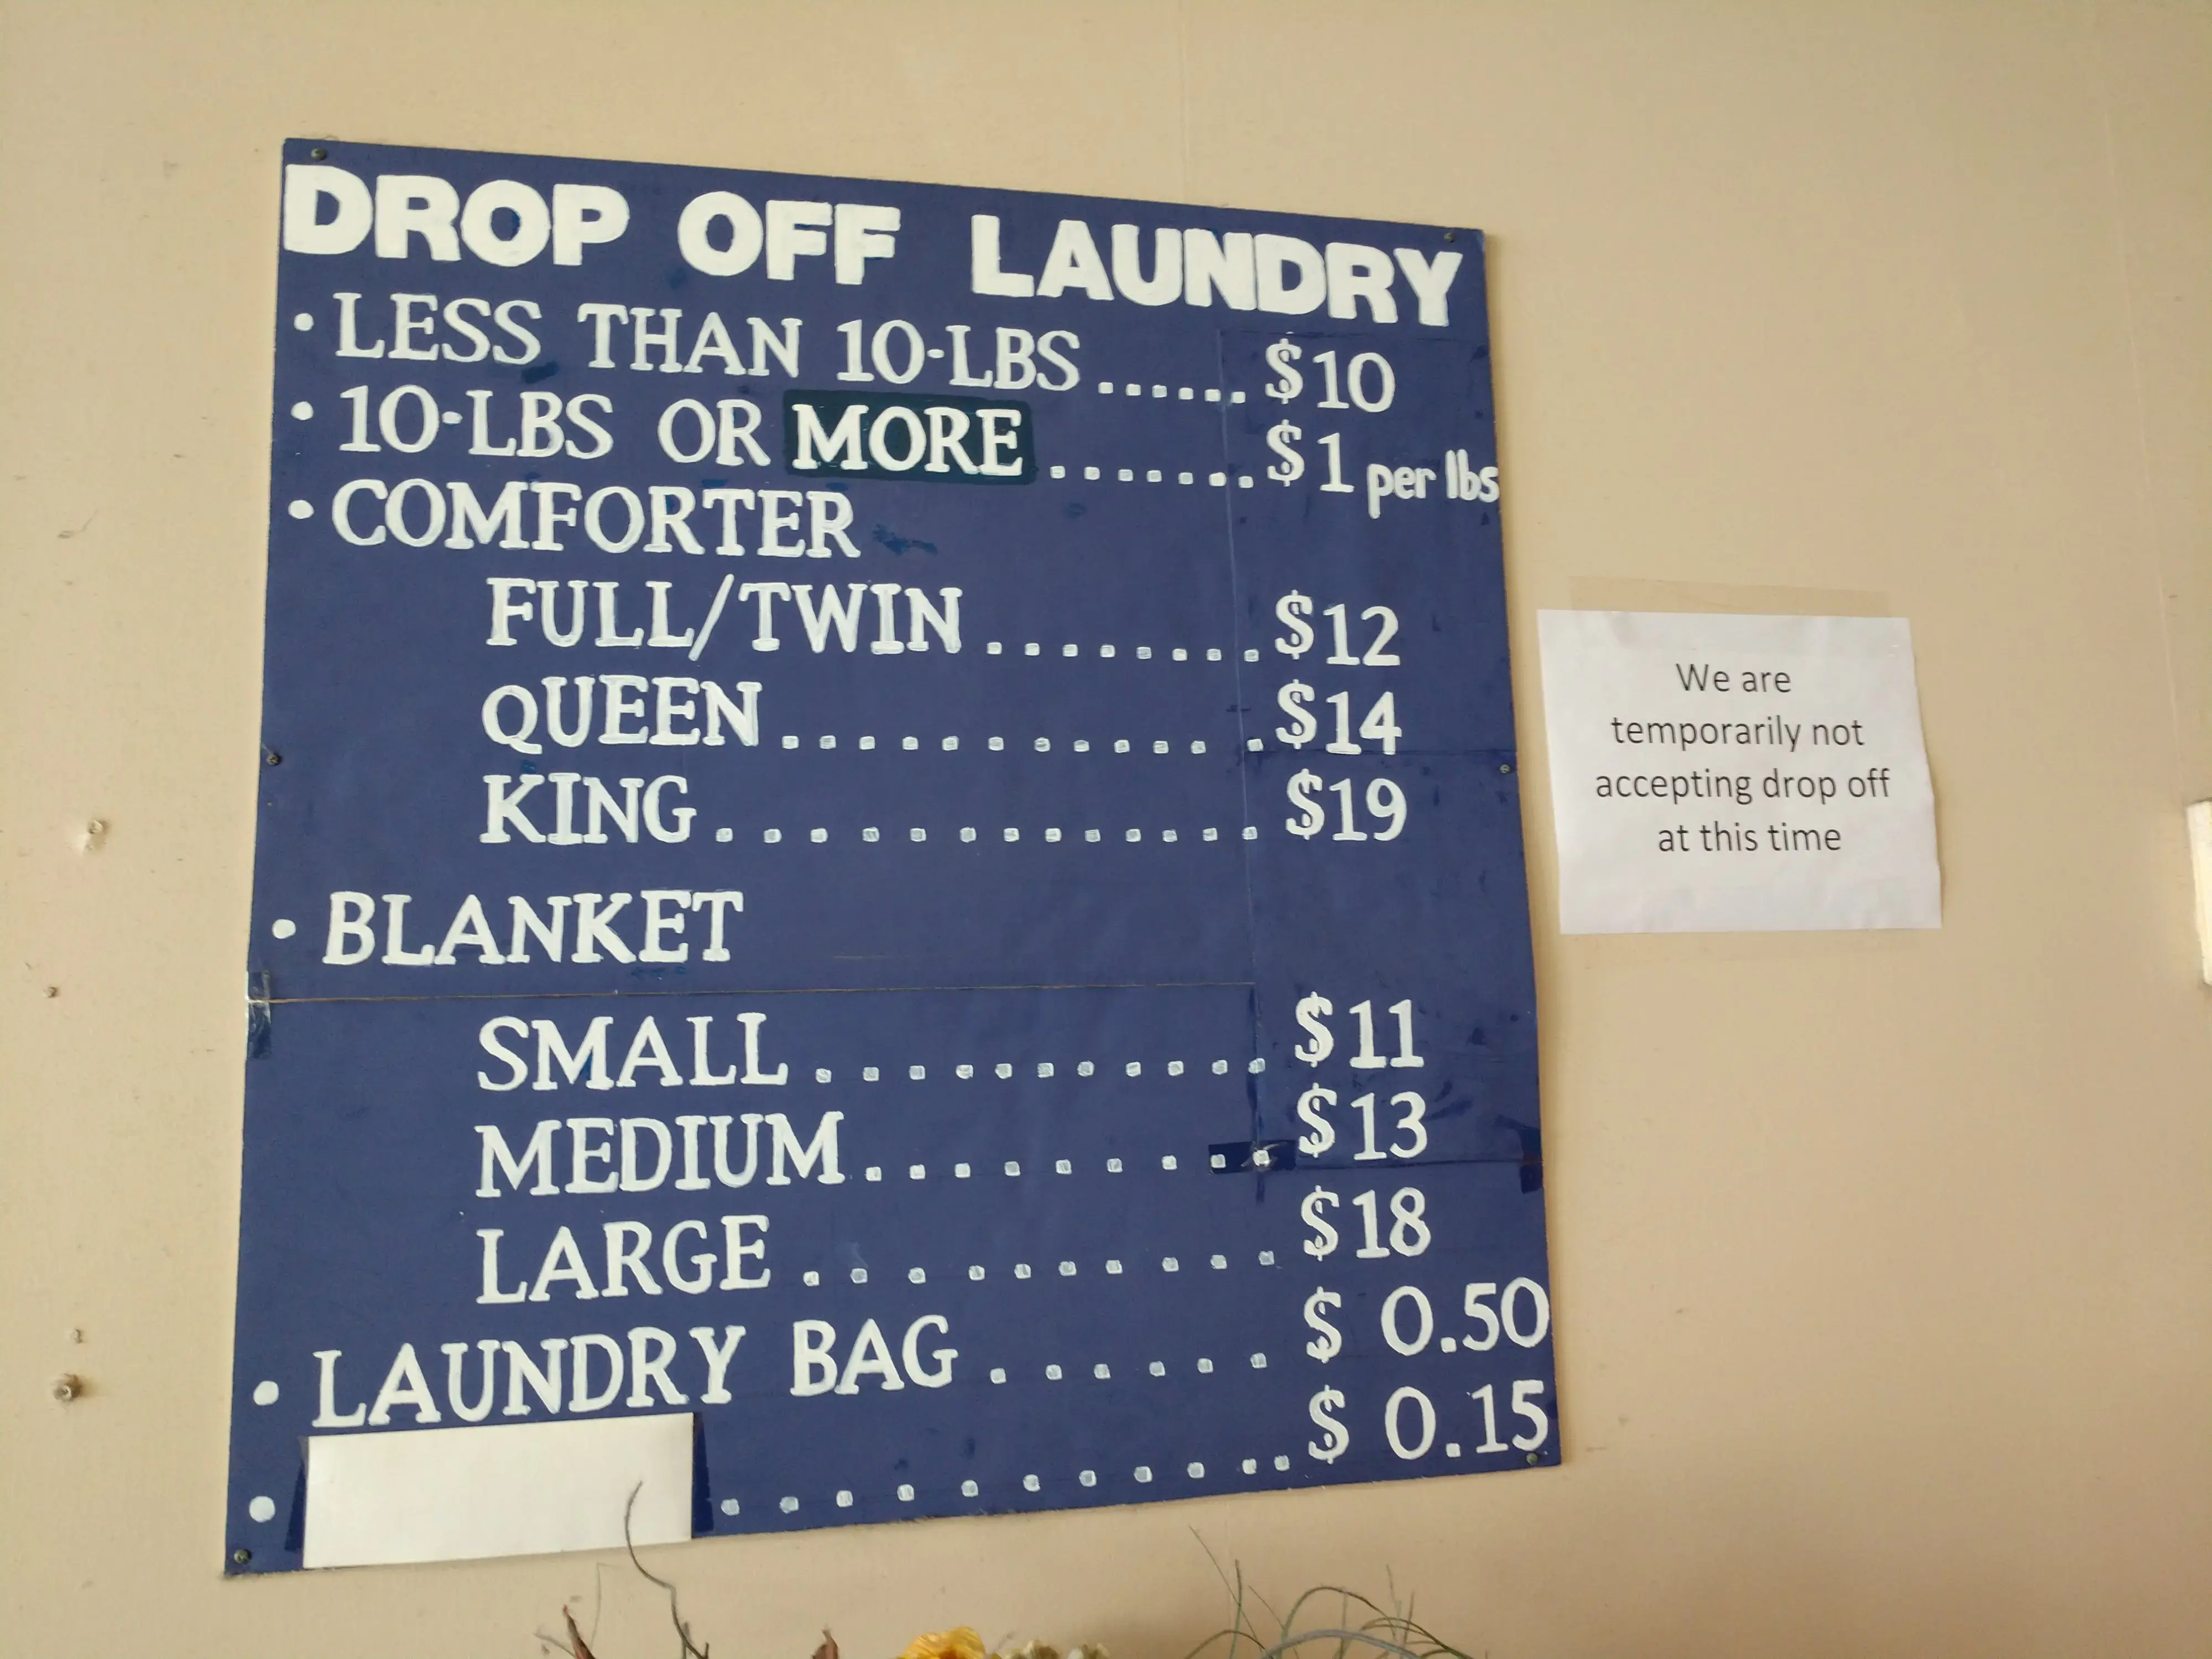 DROP OFF LAUNDRY
• LESS THAN 10-LBS ...... $10
• 10-LBS OR MORE ....... $1 per lbs
• COMFORTER
FULL/TWIN ........ $12
QUEEN ............ $14
KING ............. $19
• BLANKET
SMALL .......... $11
MEDIUM ......... $13
LARGE .......... $18
• LAUNDRY BAG ...... $ 0.50
• .......... $ 0.15
We are
temporarily not
accepting drop off
at this time